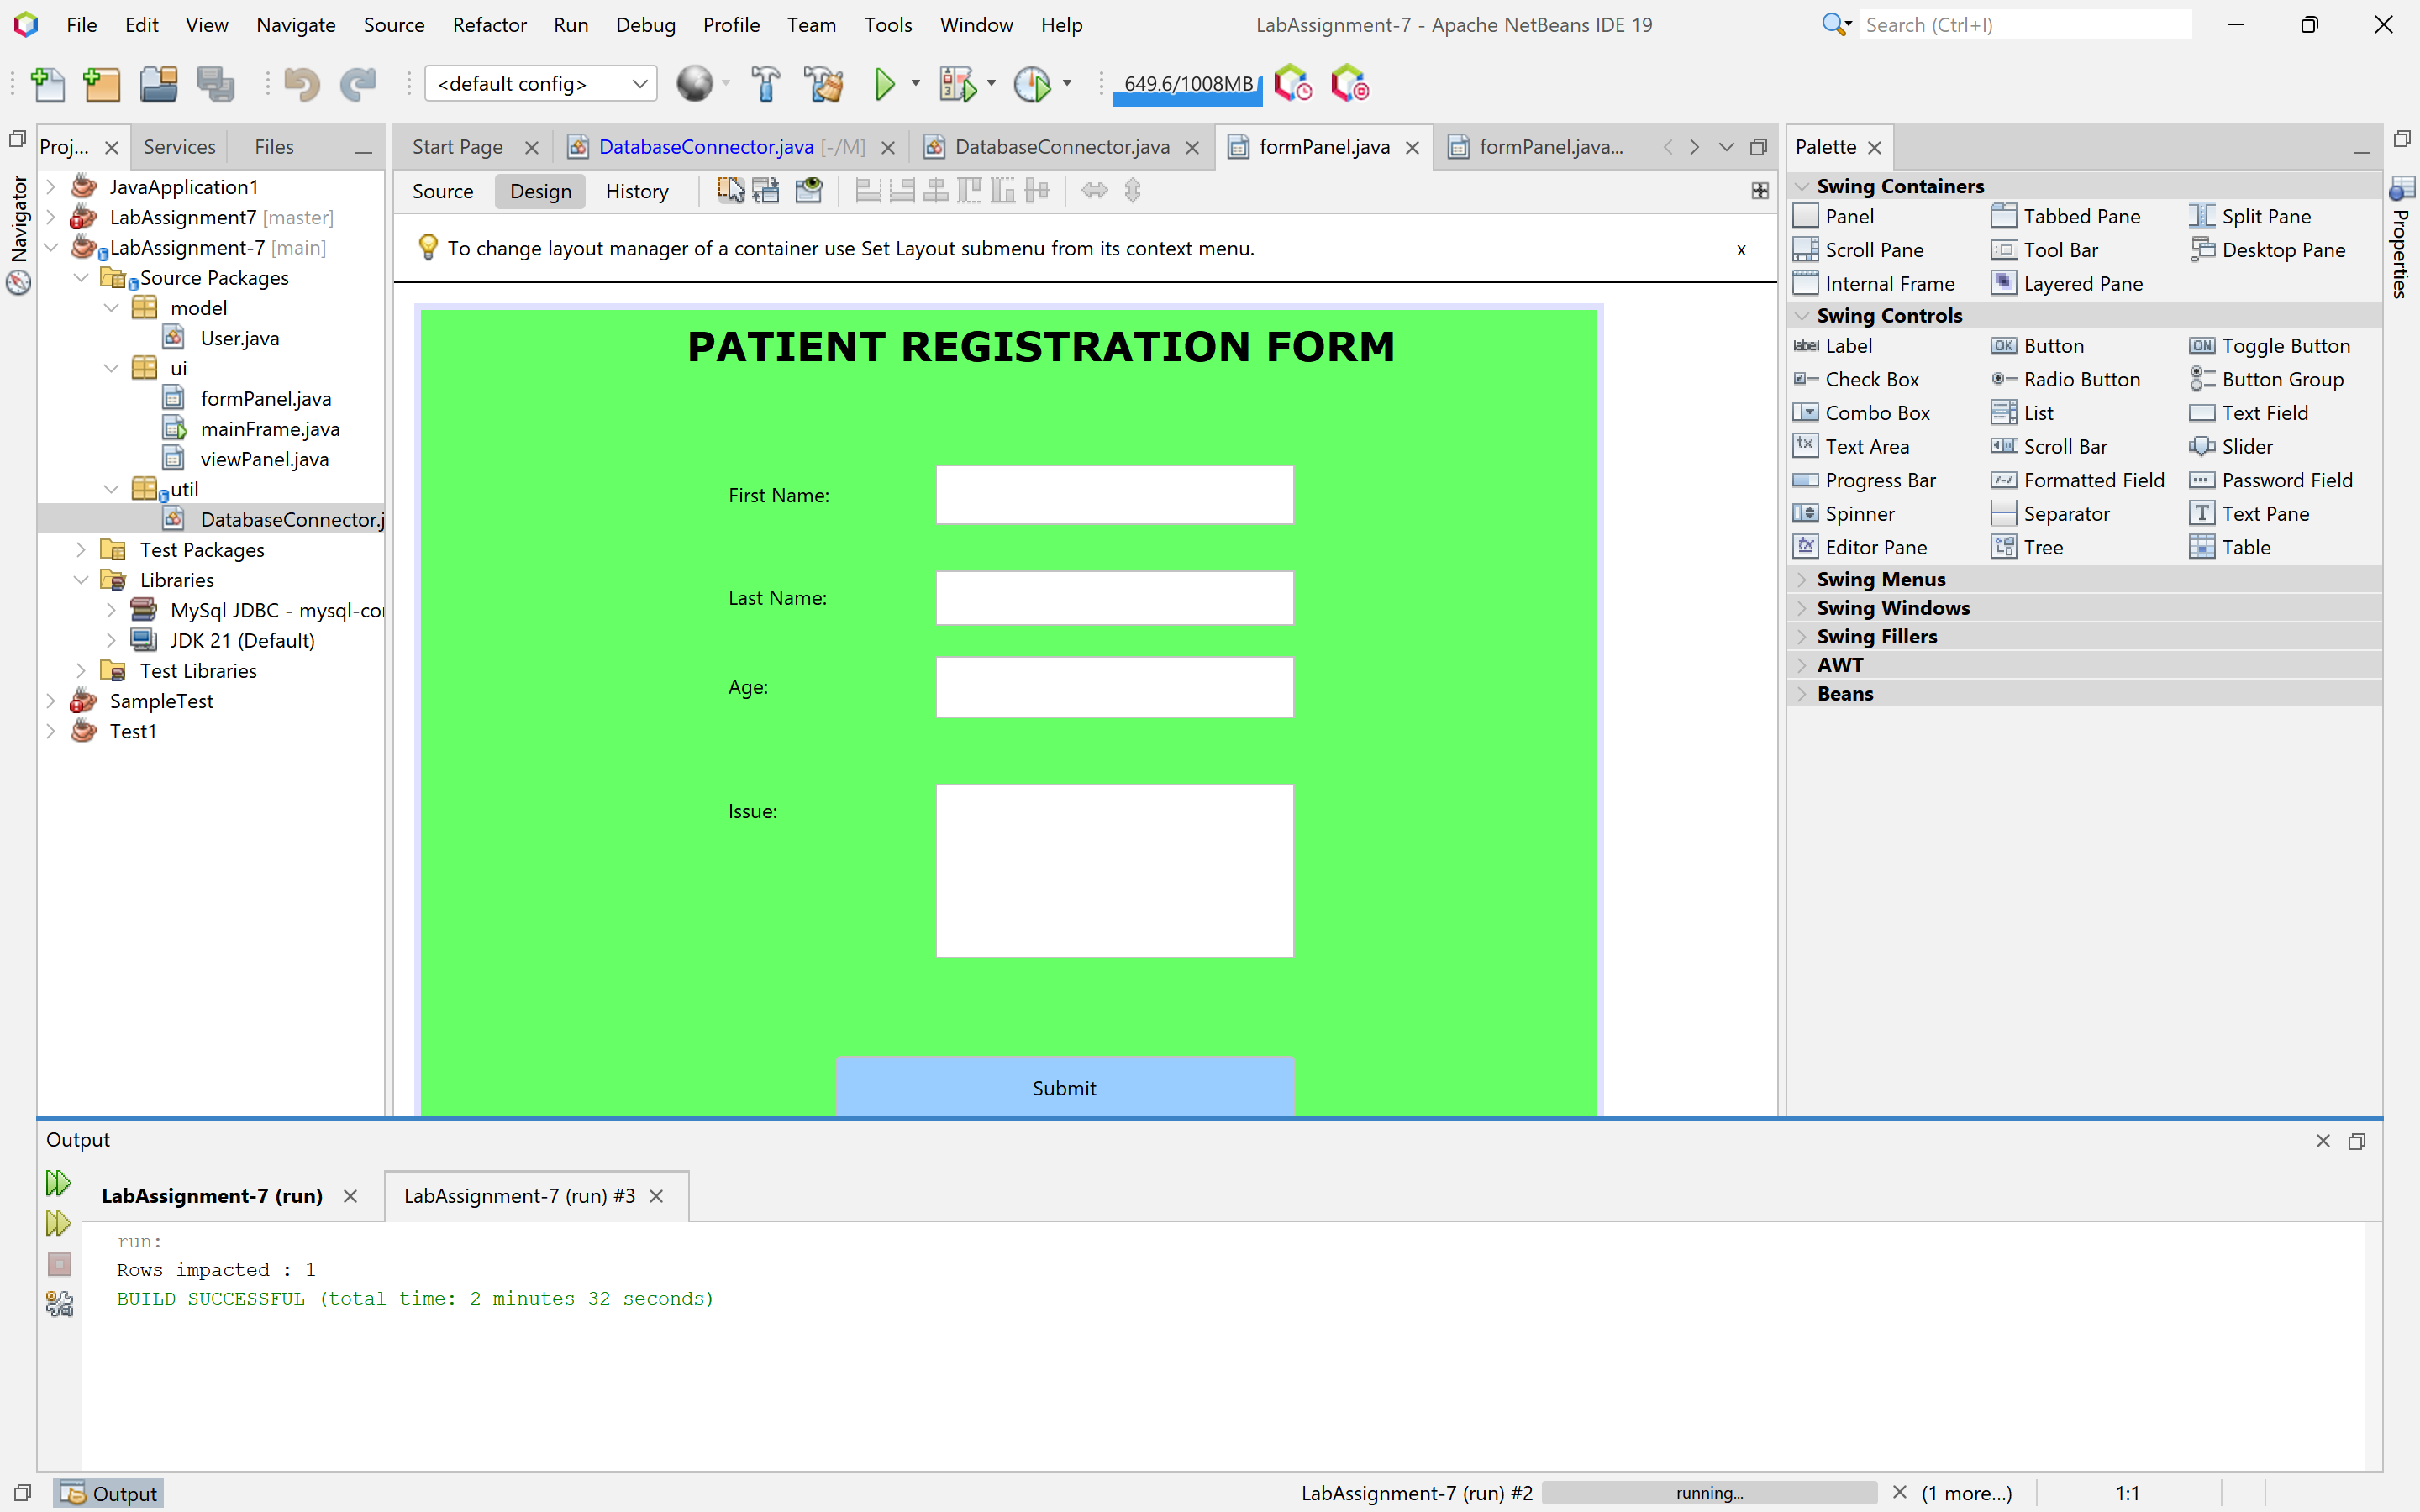 File Edit View Navigate Source Refactor Run Debug Profile Team Tools Window Help LabAssignment-7 - Apache NetBeans IDE 19 Search (Ctrl+I)
<default config> 649.6/1008MB
Proj... Services Files
Navigator
JavaApplication1
LabAssignment7 [master]
LabAssignment-7 [main]
Source Packages
model
User.java
ui
formPanel.java
mainFrame.java
viewPanel.java
util
DatabaseConnector.j
Test Packages
Libraries
MySql JDBC - mysql-co
JDK 21 (Default)
Test Libraries
SampleTest
Test1
Start Page DatabaseConnector.java [-/M] DatabaseConnector.java formPanel.java formPanel.java...
Source Design History
To change layout manager of a container use Set Layout submenu from its context menu. x
PATIENT REGISTRATION FORM
First Name:
Last Name:
Age:
Issue:
Submit
Palette
Swing Containers
Panel Tabbed Pane Split Pane
Scroll Pane Tool Bar Desktop Pane
Internal Frame Layered Pane
Swing Controls
label Label OK Button ON Toggle Button
Check Box Radio Button Button Group
Combo Box List Text Field
Text Area Scroll Bar Slider
Progress Bar Formatted Field Password Field
Spinner Separator Text Pane
Editor Pane Tree Table
Swing Menus
Swing Windows
Swing Fillers
AWT
Beans
Properties
Output
LabAssignment-7 (run) LabAssignment-7 (run) #3
run:
Rows impacted : 1
BUILD SUCCESSFUL (total time: 2 minutes 32 seconds)
Output LabAssignment-7 (run) #2 running... (1 more...) 1:1